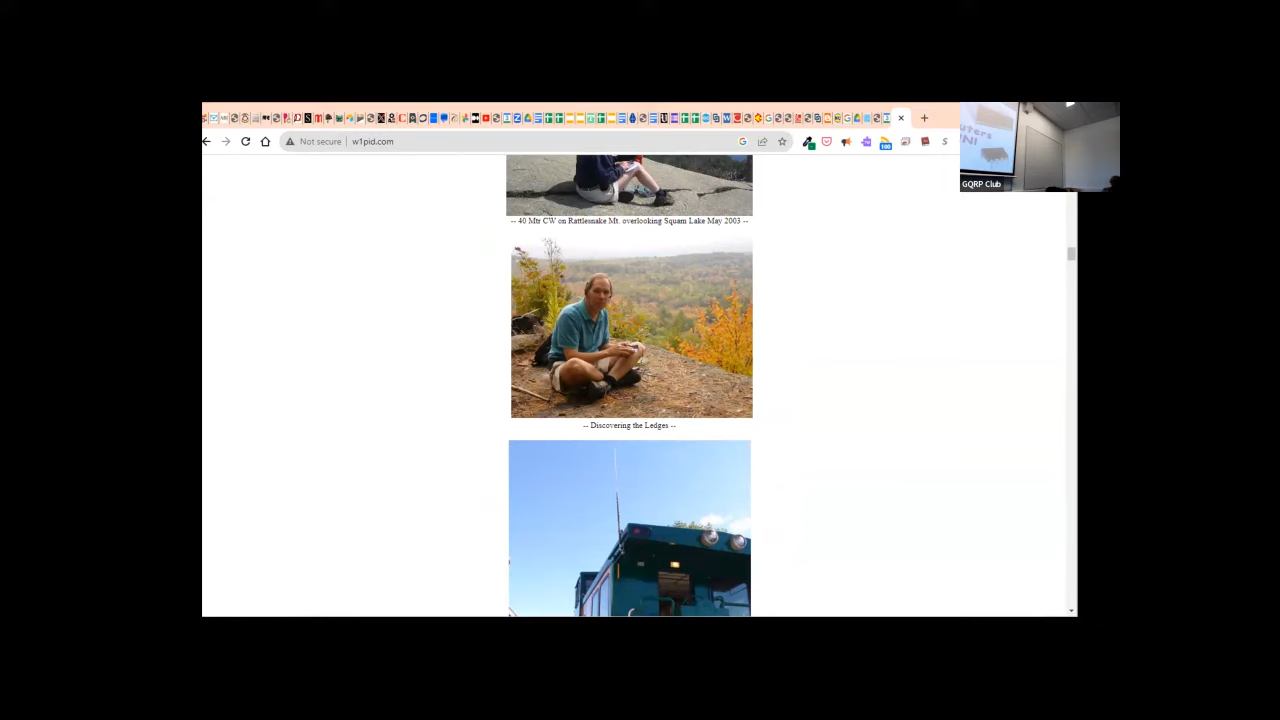 Not secure
w1pid.com
100
GQRP Club
-- 40 Mtr CW on Rattlesnake Mt. overlooking Squam Lake May 2003 --
-- Discovering the Ledges --